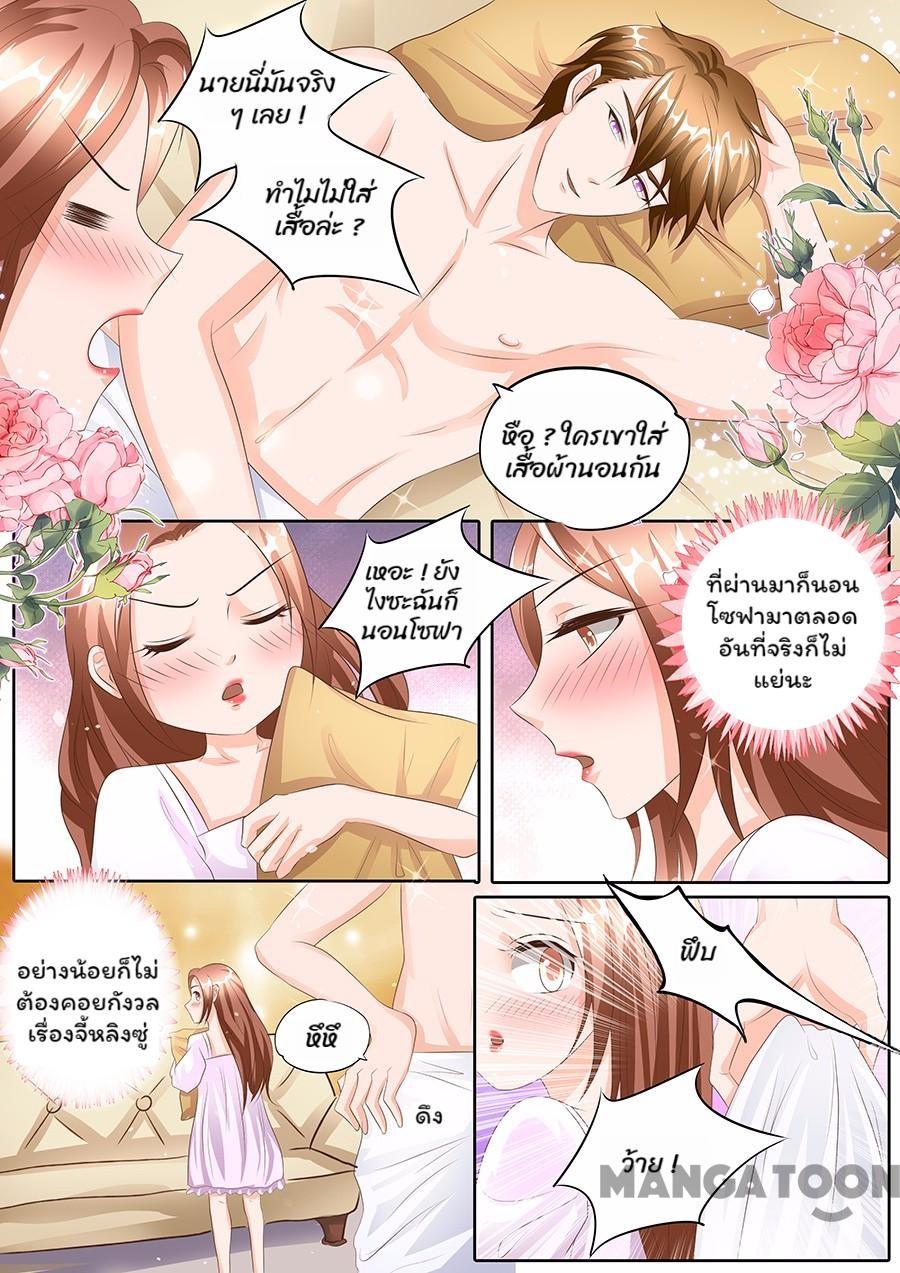 นายนี่มันจริง
ๆ เลย !
ทำไมไม่ใส่
เสื้อล่ะ ?
หือ ? ใครเขาใส่
เสื้อผ้านอนกัน
เหอะ ! ยัง
ไงซะฉันก็
นอนโซฟา
ที่ผ่านมาก็นอน
โซฟามาตลอด
อันที่จริงก็ไม่
แย่นะ
อย่างน้อยก็ไม่
ต้องคอยกังวล
เรื่องจี้หลิงซู่
หึหึ
ดึง
ฟึบ
ว้าย !
MANGATOON